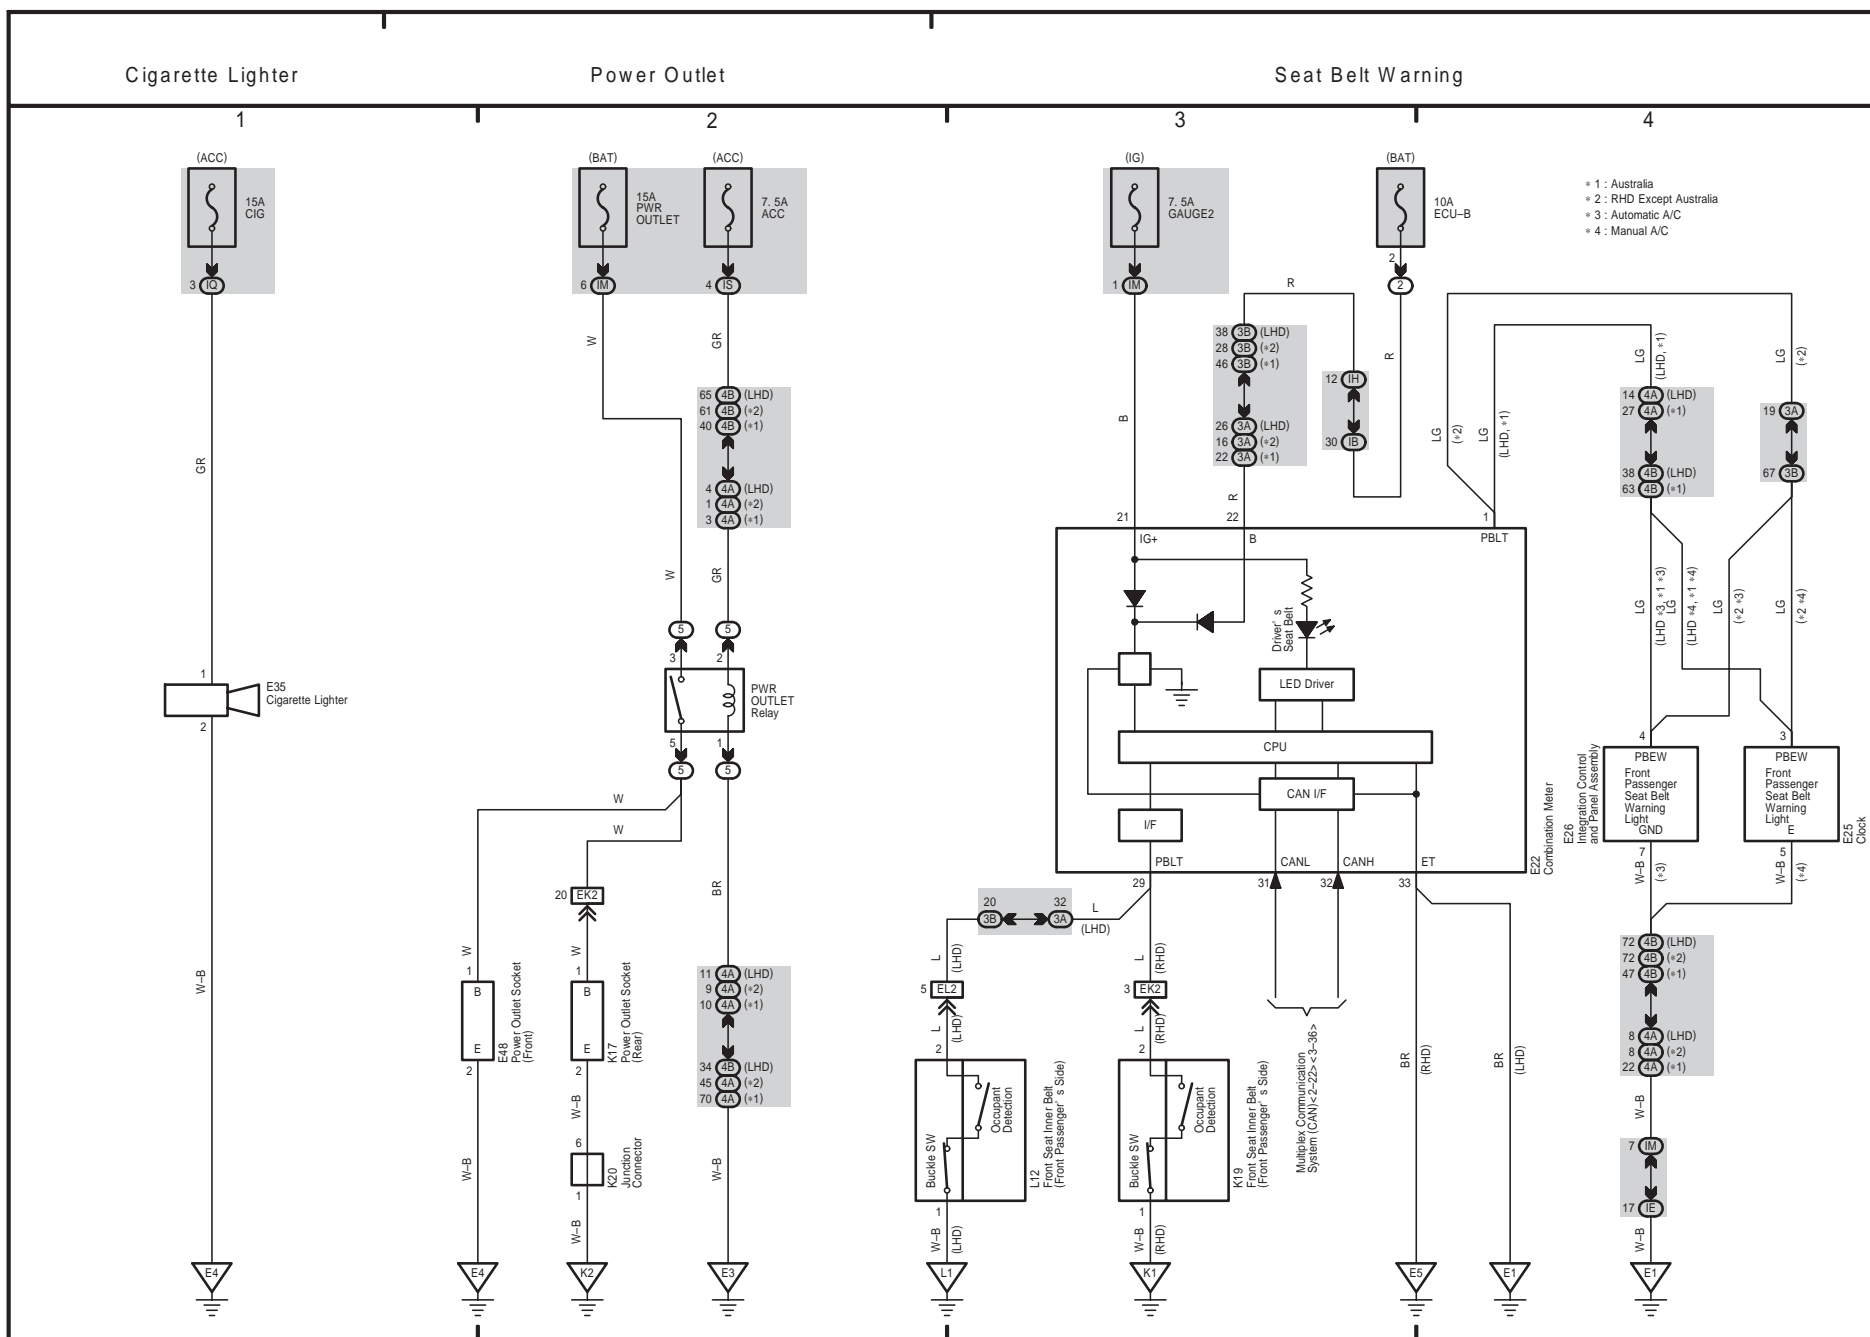 Cigarette Lighter
Power Outlet
Seat Belt Warning
1
2
3
4
(ACC)
15A
CIG
3 IQ
GR
1
E35
Cigarette Lighter
2
W–B
E4
(BAT)
15A
PWR
OUTLET
6 IM
W
W
(ACC)
7. 5A
ACC
4 IS
GR
65 4B (LHD)
61 4B (*2)
40 4B (*1)
4 4A (LHD)
1 4A (*2)
3 4A (*1)
GR
5
5
3
2
PWR
OUTLET
Relay
5
1
5
5
W
W
20 EK2
W
W
1
1
B
E
E48
Power Outlet Socket
(Front)
2
W–B
E4
B
E
K17
Power Outlet Socket
(Rear)
2
W–B
6
K20
Junction
Connector
1
W–B
K2
BR
11 4A (LHD)
9 4A (*2)
10 4A (*1)
34 4B (LHD)
45 4A (*2)
70 4A (*1)
W–B
E3
(IG)
7. 5A
GAUGE2
1 IM
B
R
38 3B (LHD)
28 3B (*2)
46 3B (*1)
26 3A (LHD)
16 3A (*2)
22 3A (*1)
R
12 IH
30 IB
(BAT)
10A
ECU–B
2
2
R
* 1 : Australia
* 2 : RHD Except Australia
* 3 : Automatic A/C
* 4 : Manual A/C
LG
(*2)
LG
(LHD, *1)
LG
(LHD, *1)
LG
(*2)
14 4A (LHD)
27 4A (*1)
38 4B (LHD)
63 4B (*1)
19 3A
67 3B
21
22
1
IG+
B
PBLT
Driver' s
Seat Belt
LED Driver
CPU
CAN I/F
I/F
PBLT
CANL
CANH
ET
E22
Combination Meter
29
31
32
33
LG
(LHD *3, *1 *3)
LG
(LHD *4, *1 *4)
LG
(*2 *3)
LG
(*2 *4)
4
3
E26
Integration Control
and Panel Assembly
PBEW
Front
Passenger
Seat Belt
Warning
Light
GND
PBEW
Front
Passenger
Seat Belt
Warning
Light
E
E25
Clock
7
5
W–B
(*3)
W–B
(*4)
20
32
3B
3A
L
(LHD)
L
(LHD)
5 EL2
L
(LHD)
2
Buckle SW
Occupant
Detection
L12
Front Seat Inner Belt
(Front Passenger' s Side)
1
W–B
(LHD)
L1
L
(RHD)
3 EK2
L
(RHD)
2
Buckle SW
Occupant
Detection
K19
Front Seat Inner Belt
(Front Passenger' s Side)
1
W–B
(RHD)
K1
Multiplex Communication
System (CAN)<2–22><3–36>
BR
(RHD)
BR
(LHD)
E5
E1
72 4B (LHD)
72 4B (*2)
47 4B (*1)
8 4A (LHD)
8 4A (*2)
22 4A (*1)
W–B
7 IM
17 IE
W–B
E1